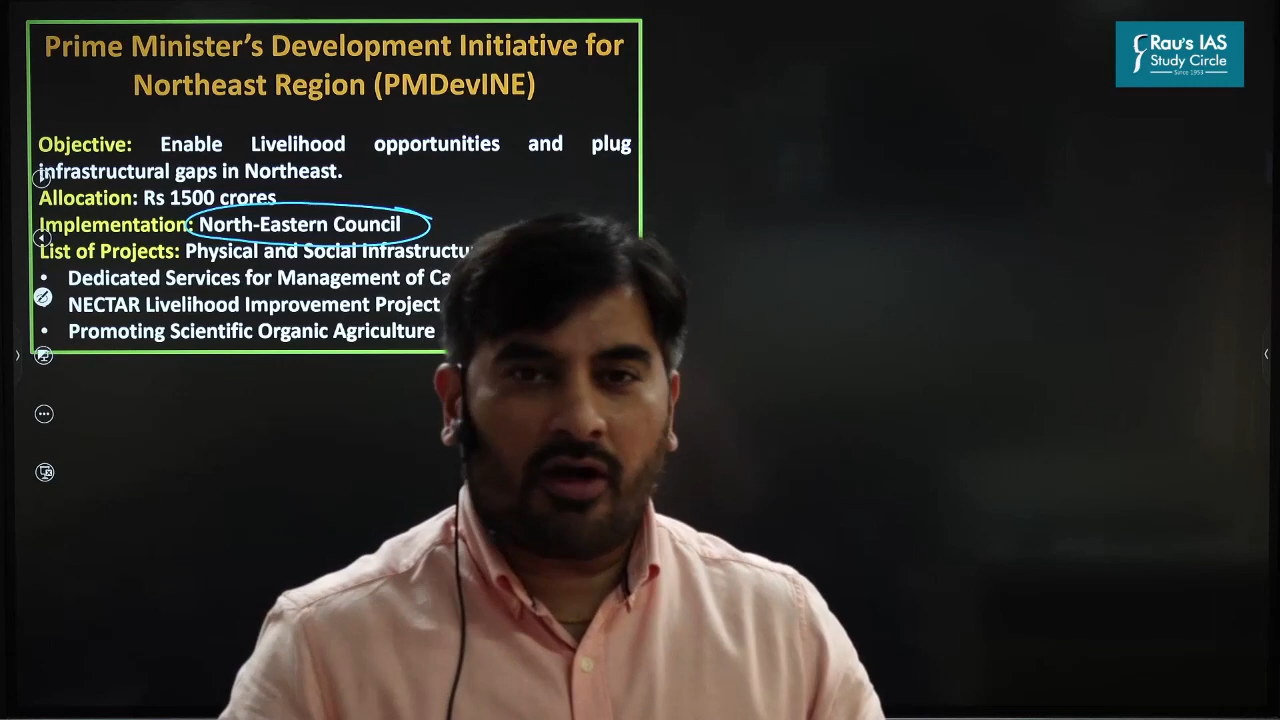 Prime Minister’s Development Initiative for
Northeast Region (PMDevINE)
Rau's IAS
Study Circle
Since 1953
Objective: Enable Livelihood opportunities and plug
infrastructural gaps in Northeast.
Allocation: Rs 1500 crores
Implementation: North-Eastern Council
List of Projects: Physical and Social Infrastructu
• Dedicated Services for Management of Ca
• NECTAR Livelihood Improvement Project
• Promoting Scientific Organic Agriculture